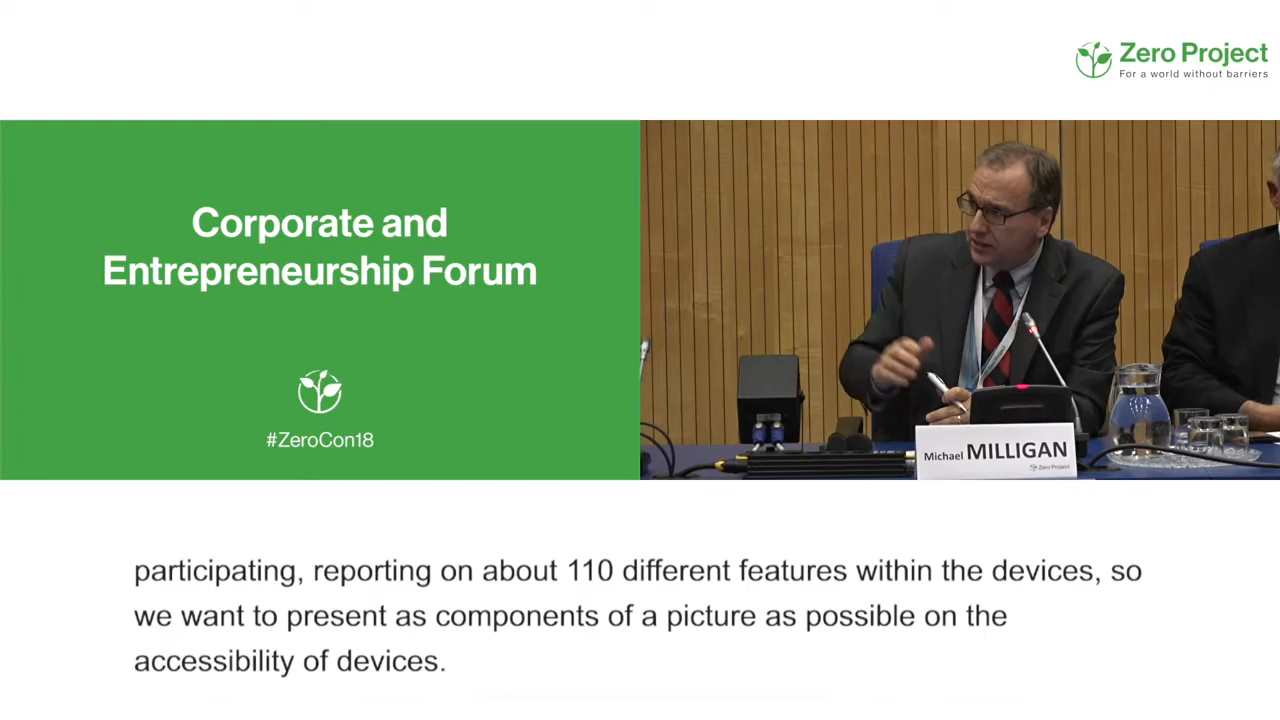 Zero Project
For a world without barriers
Corporate and
Entrepreneurship Forum
#ZeroCon18
Michael MILLIGAN
Zero Project
participating, reporting on about 110 different features within the devices, so
we want to present as components of a picture as possible on the
accessibility of devices.